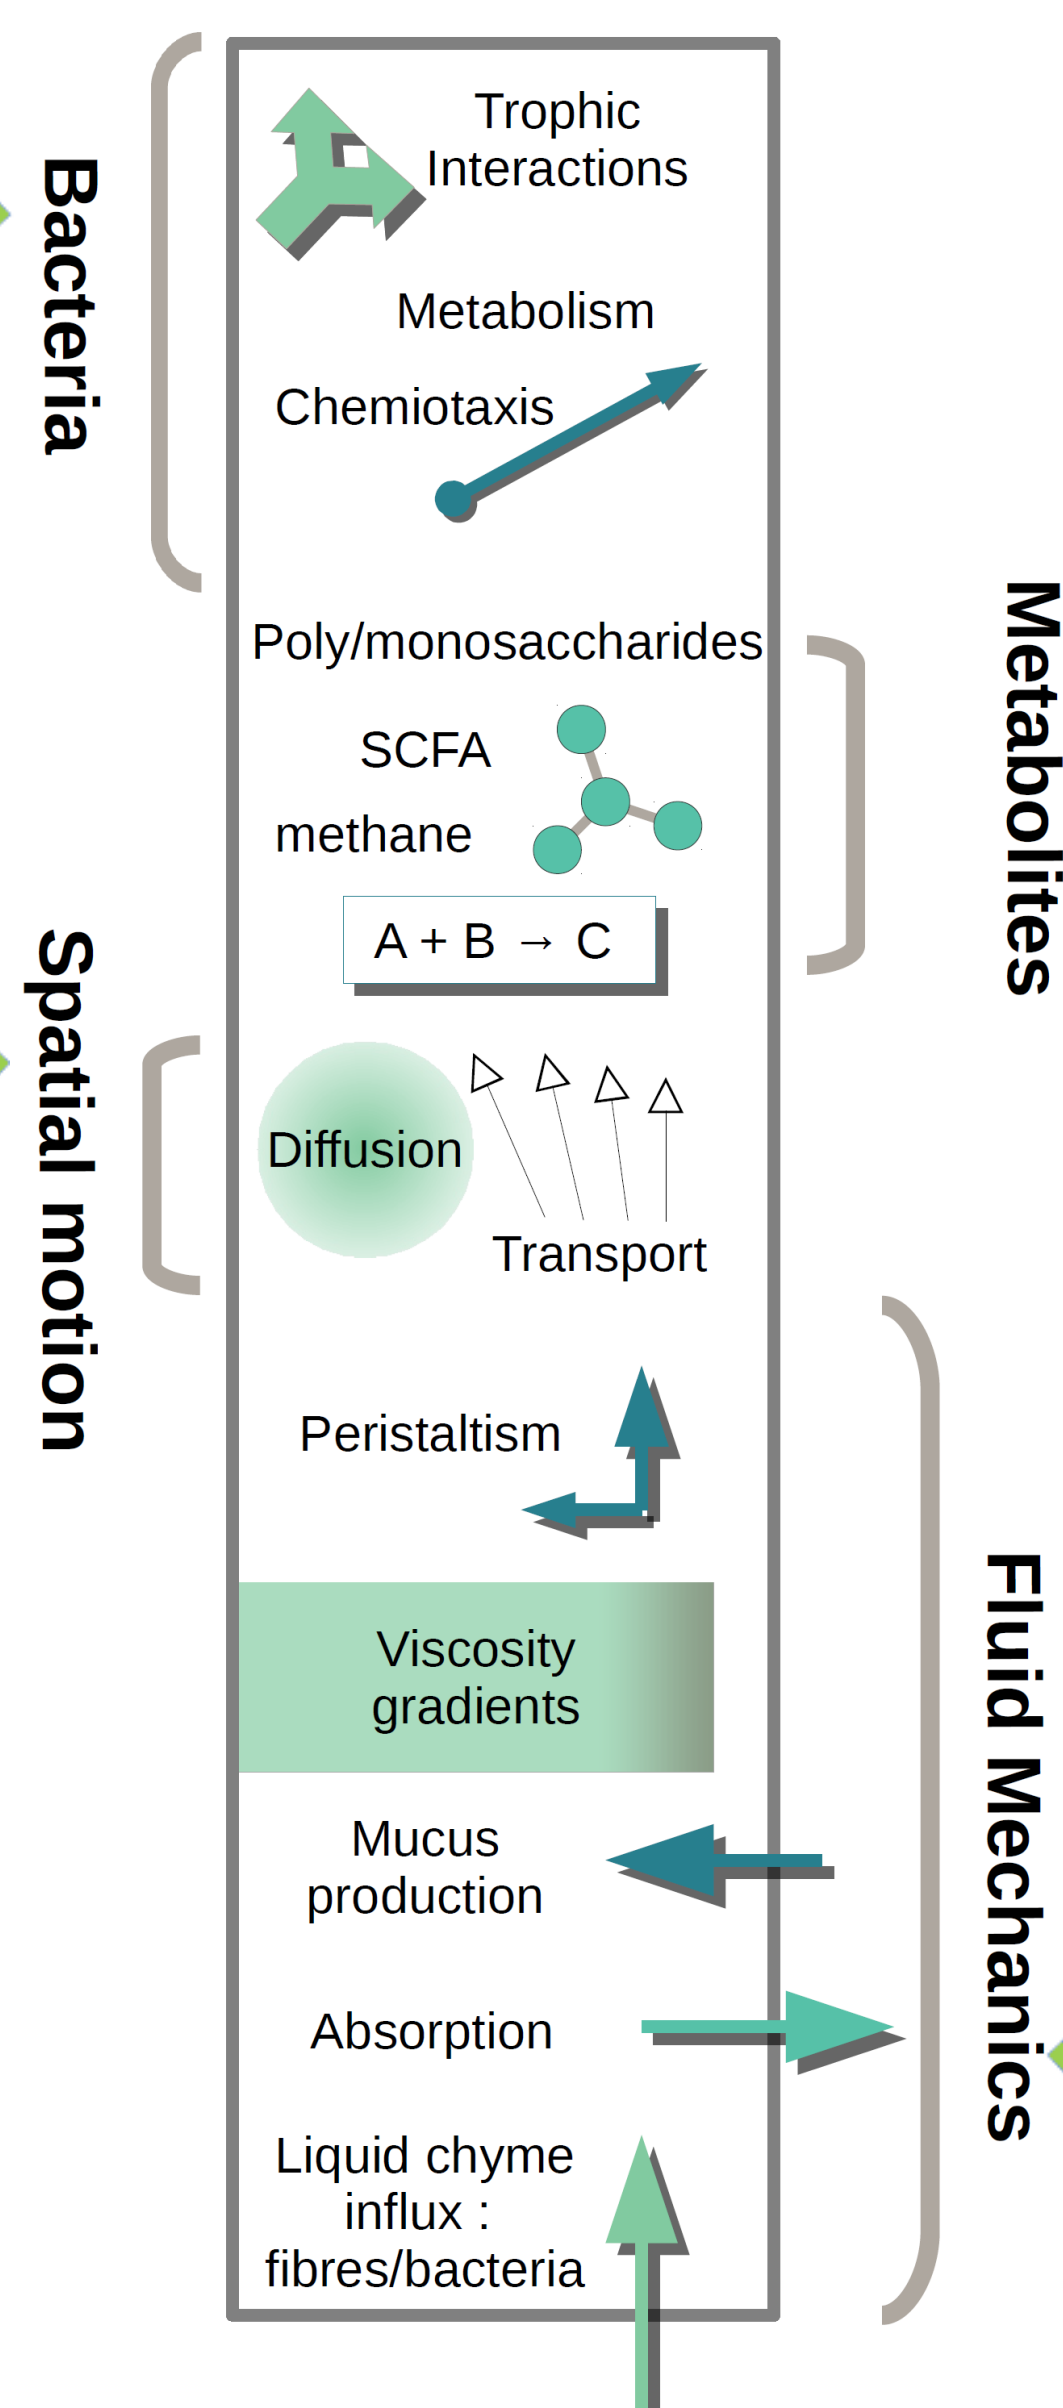 Bacteria
Trophic
Interactions
Metabolism
Chemiotaxis
Metabolites
Poly/monosaccharides
SCFA
methane
A + B → C
Spatial motion
Diffusion
Transport
Fluid Mechanics
Peristaltism
Viscosity
gradients
Mucus
production
Absorption
Liquid chyme
influx :
fibres/bacteria